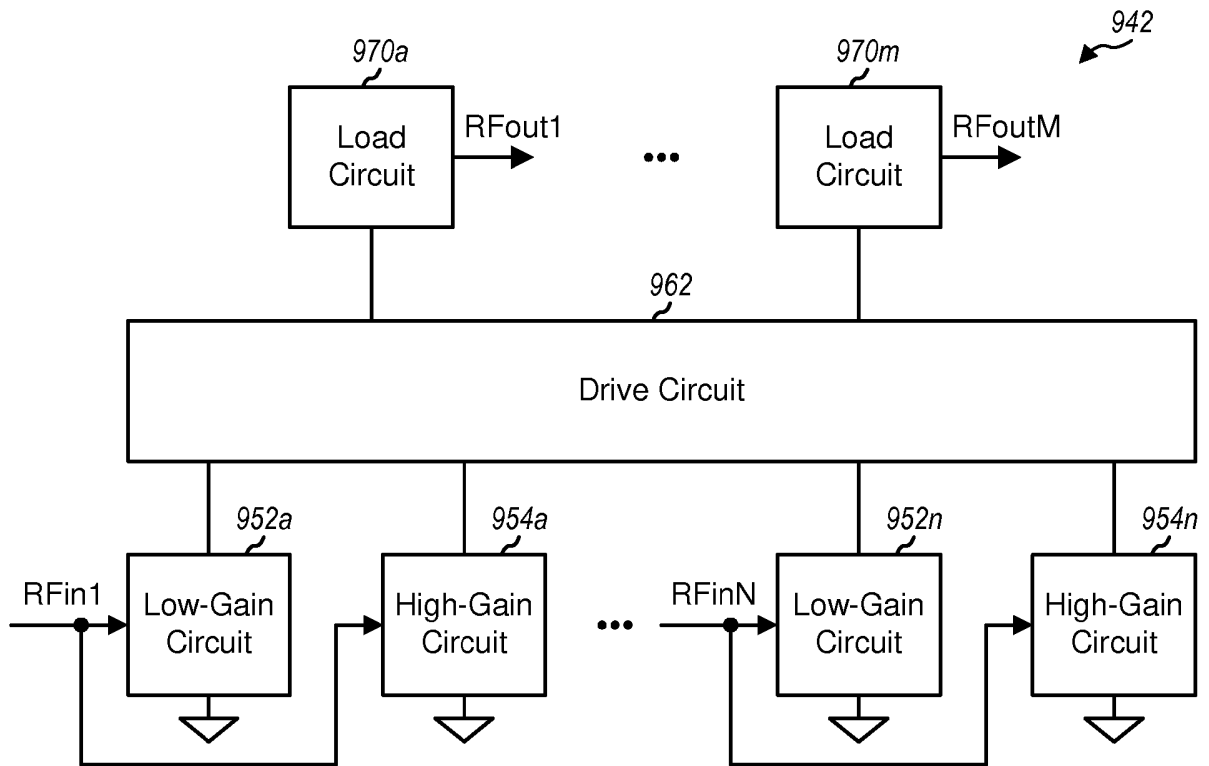 942
970a
970m
Load
Circuit
RFout1
...
Load
Circuit
RFoutM
962
Drive Circuit
952a
954a
952n
954n
RFin1
Low-Gain
Circuit
High-Gain
Circuit
...
RFinN
Low-Gain
Circuit
High-Gain
Circuit